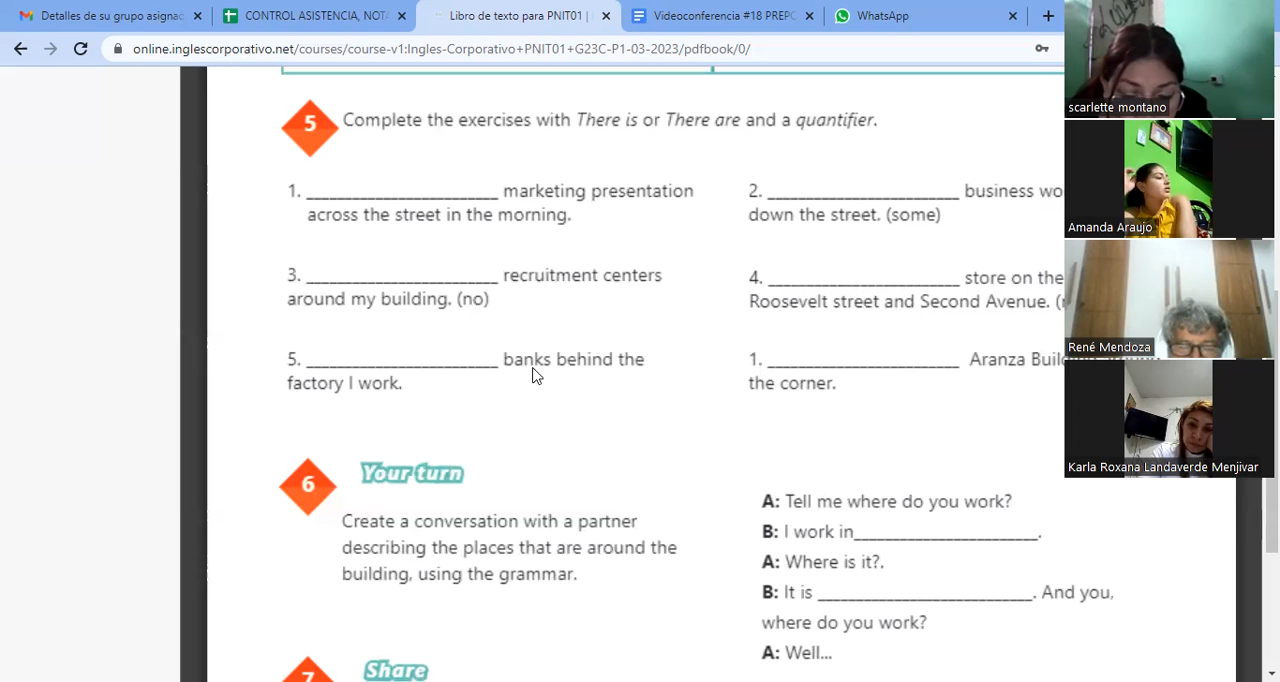 Detalles de su grupo asignac
CONTROL ASISTENCIA, NOTA
Libro de texto para PNIT01 |
Videoconferencia #18 PREPC
WhatsApp
online.inglescorporativo.net/courses/course-v1:Ingles-Corporativo+PNIT01+G23C-P1-03-2023/pdfbook/0/
scarlette montano
Amanda Araujo
René Mendoza
Karla Roxana Landaverde Menjivar
5 Complete the exercises with There is or There are and a quantifier.
1. ____________________ marketing presentation
across the street in the morning.
2. ____________________ business wo
down the street. (some)
3. ____________________ recruitment centers
around my building. (no)
4. ____________________ store on the
Roosevelt street and Second Avenue.
5. ____________________ banks behind the
factory I work.
1. ____________________ Aranza
the corner.
6 Your turn
Create a conversation with a partner
describing the places that are around the
building, using the grammar.
A: Tell me where do you work?
B: I work in____________________.
A: Where is it?.
B: It is ____________________. And you,
where do you work?
A: Well...
7 Share